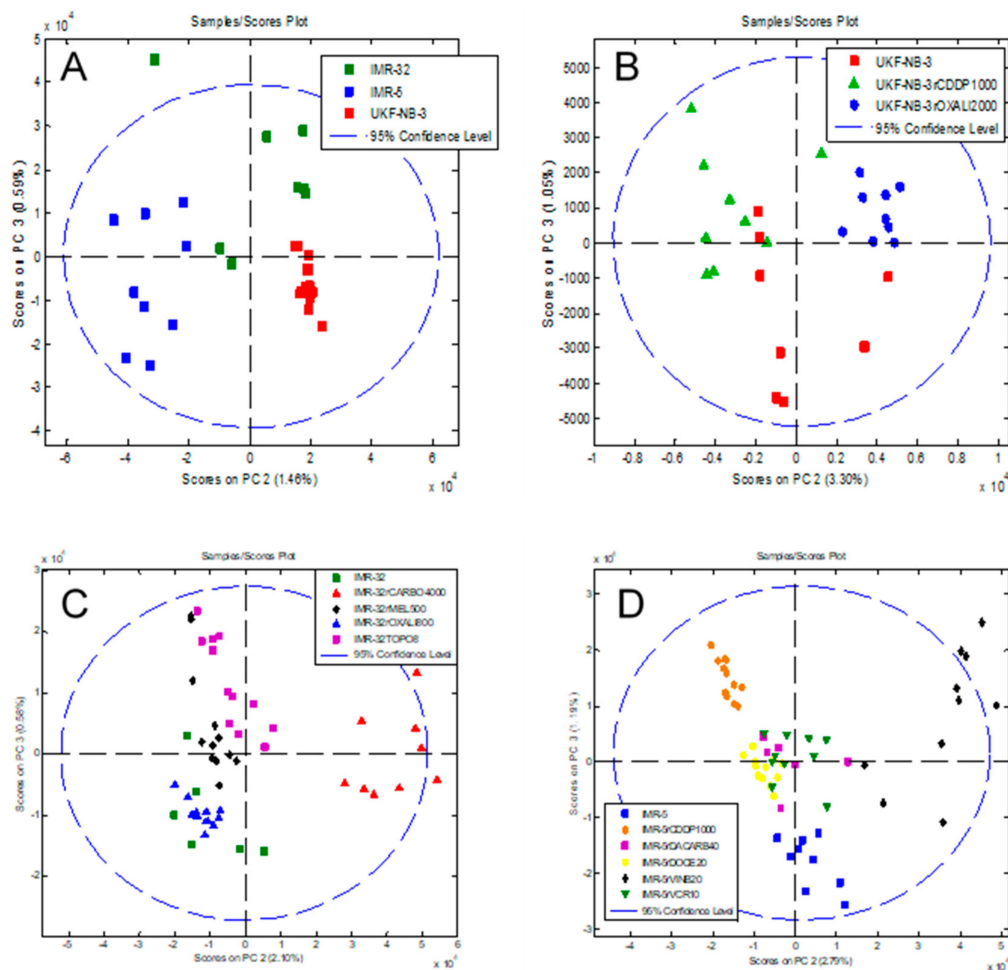 Samples/Scores Plot
x 10⁴
A
IMR-32
IMR-5
UKF-NB-3
95% Confidence Level
Scores on PC 3 (0.59%)
5
4
3
2
1
0
-1
-2
-3
-4
-6
-4
-2
0
2
4
6
Scores on PC 2 (1.46%)
x 10⁴
Samples/Scores Plot
B
UKF-NB-3
UKF-NB-3rCDDP1000
UKF-NB-3rOXALI2000
95% Confidence Level
Scores on PC 3 (1.05%)
5000
4000
3000
2000
1000
0
-1000
-2000
-3000
-4000
-5000
-1
-0.8
-0.6
-0.4
-0.2
0
0.2
0.4
0.6
0.8
1
Scores on PC 2 (3.30%)
x 10⁴
Samples/Scores Plot
C
IMR-32
IMR-32rCARBO4000
IMR-32rMEL500
IMR-32rOXALI800
IMR-32TOPO8
95% Confidence Level
Scores on PC 3 (0.58%)
3
2
1
0
-1
-2
-5
-4
-3
-2
-1
0
1
2
3
4
5
6
Scores on PC 2 (2.10%)
Samples/Scores Plot
D
IMR-5
IMR-5rCDDP1000
IMR-5rDACARB40
IMR-5rDOCE20
IMR-5rVINB20
IMR-5rVCR10
95% Confidence Level
Scores on PC 3 (1.19%)
3
2
1
0
-1
-2
-3
-4
-3
-2
-1
0
1
2
3
4
5
Scores on PC 2 (2.79%)